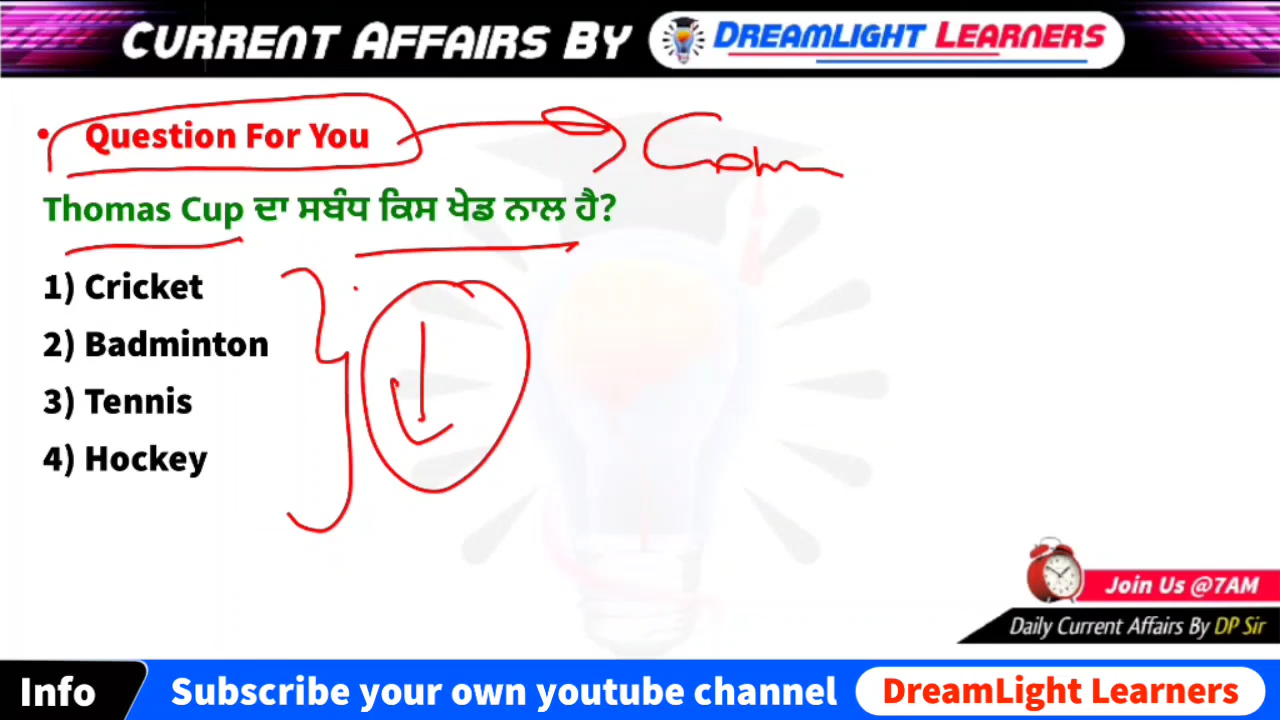 CURRENT AFFAIRS BY DREAMLIGHT LEARNERS
• Question For You
Thomas Cup ਦਾ ਸਬੰਧ ਕਿਸ ਖੇਡ ਨਾਲ ਹੈ?
1) Cricket
2) Badminton
3) Tennis
4) Hockey
Join Us @7AM
Daily Current Affairs By DP Sir
Info Subscribe your own youtube channel DreamLight Learners